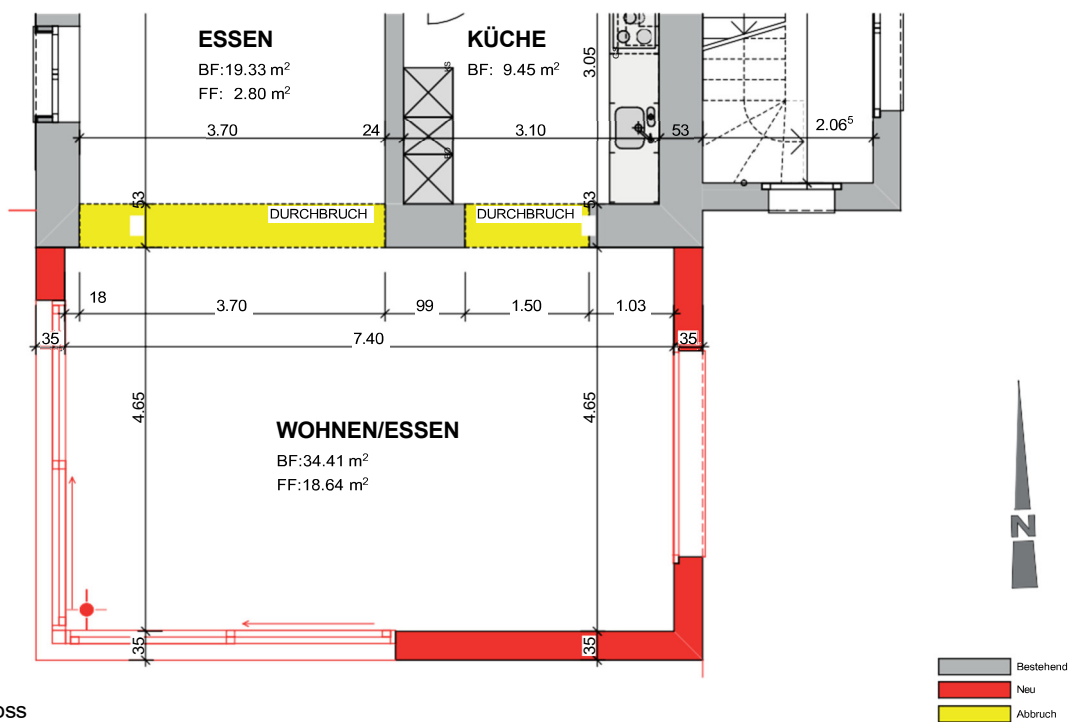 ESSEN
BF:19.33 m²
FF: 2.80 m²
KÜCHE
BF: 9.45 m²
3.05
3.70
24
3.10
53
2.06⁵
53
DURCHBRUCH
DURCHBRUCH
53
18
3.70
99
1.50
1.03
35
7.40
35
4.65
4.65
WOHNEN/ESSEN
BF:34.41 m²
FF:18.64 m²
N
35
35
Bestehend
Neu
Abbruch
oss